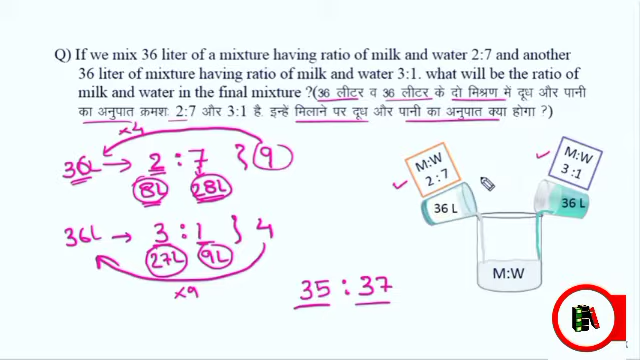 Q) If we mix 36 liter of a mixture having ratio of milk and water 2:7 and another
36 liter of mixture having ratio of milk and water 3:1. what will be the ratio of
milk and water in the final mixture ?(36 लीटर व 36 लीटर के दो मिश्रण में दूध और पानी
का अनुपात क्रमशः 2:7 और 3:1 है. इन्हें मिलाने पर दूध और पानी का अनुपात क्या होगा ?)
×4
36L → 2 : 7 } 9
8L 28L
36L → 3 : 1 } 4
27L 9L
×9
35 : 37
M:W
2 : 7
36 L
M:W
3 :1
36 L
M:W